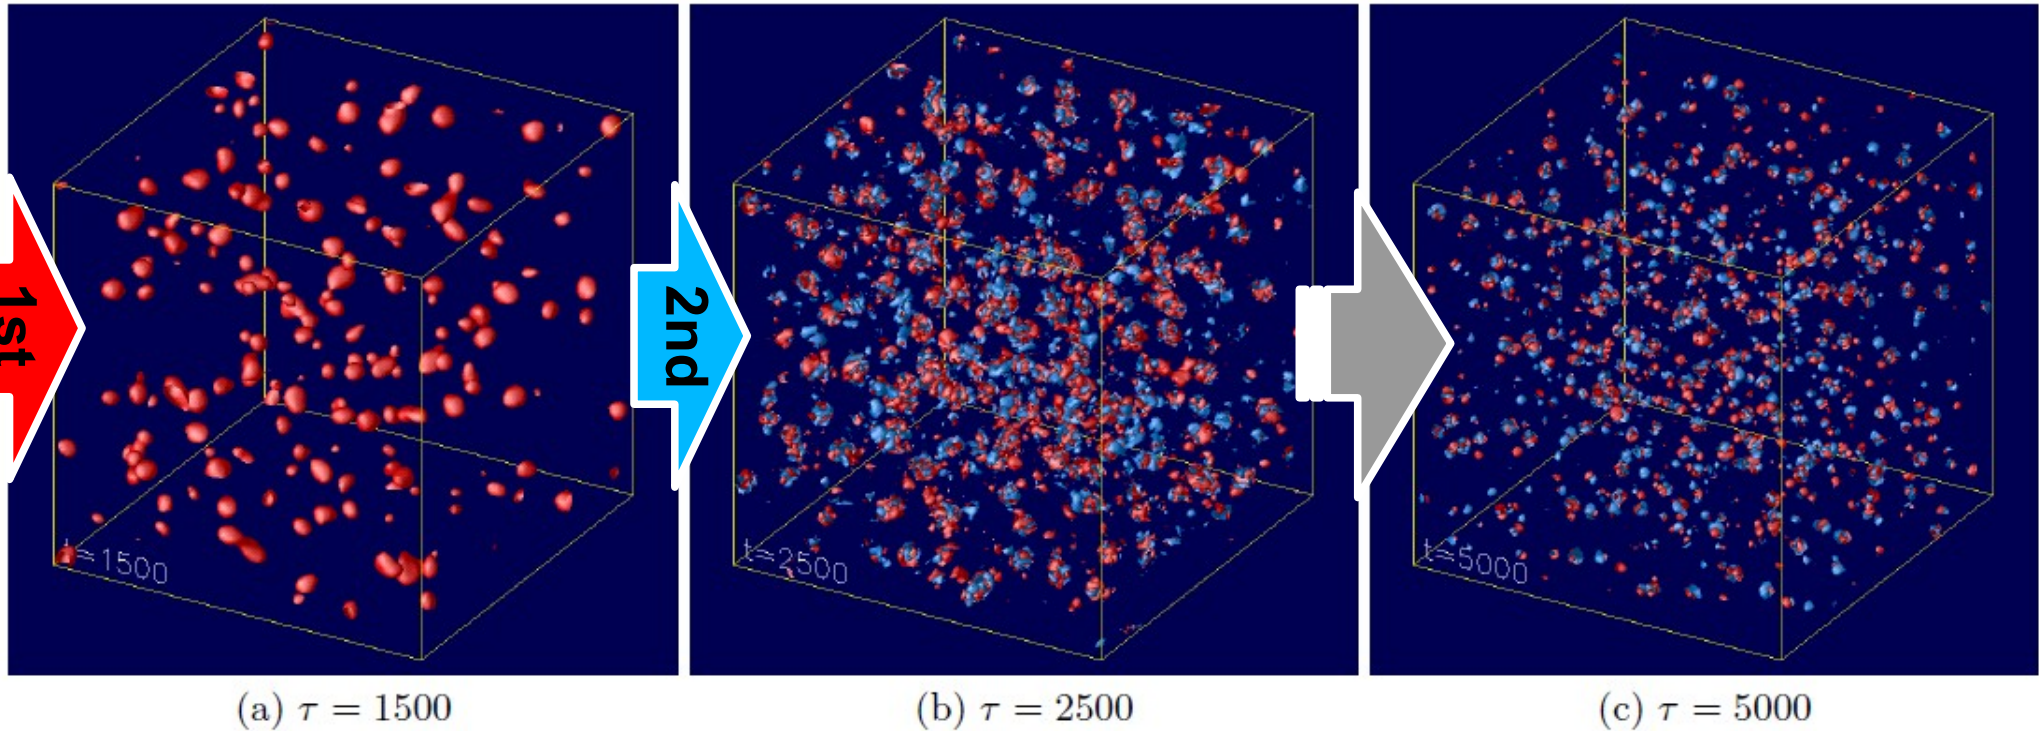 1st
2nd
t=1500
t=2500
t=5000
(a) τ = 1500
(b) τ = 2500
(c) τ = 5000